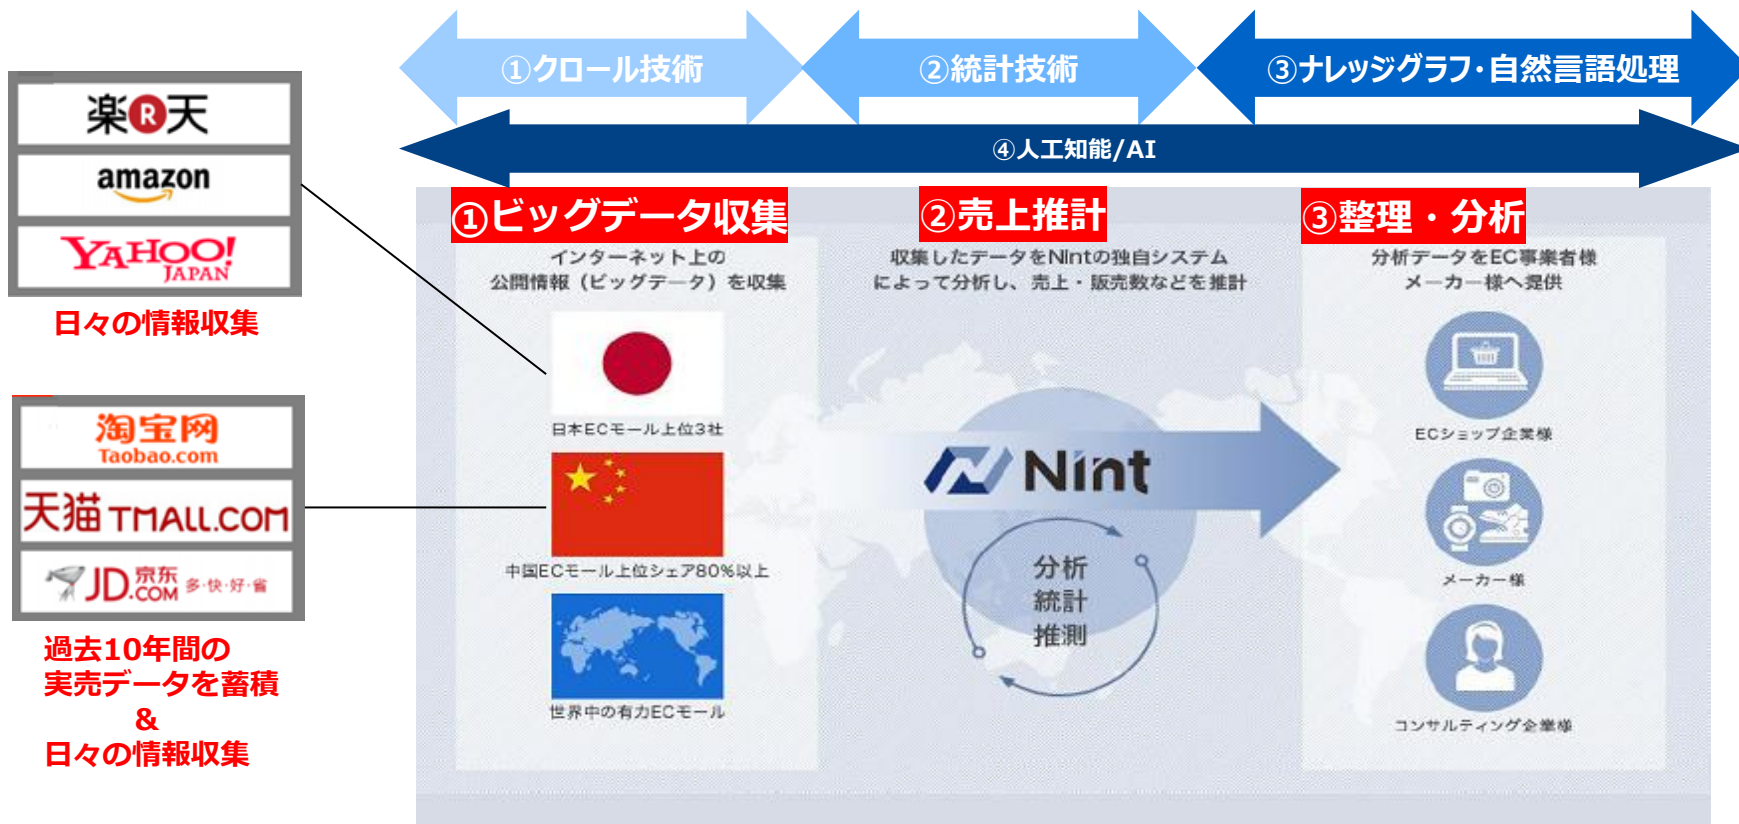 ①クロール技術
②統計技術
③ナレッジグラフ・自然言語処理
④人工知能/AI
楽R天
amazon
YAHOO!
JAPAN
日々の情報収集
淘宝网
Taobao.com
天猫 TMALL.COM
JD.COM 京东 多·快·好·省
過去10年間の
実売データを蓄積
&
日々の情報収集
①ビッグデータ収集
インターネット上の
公開情報（ビッグデータ）を収集
日本ECモール上位3社
中国ECモール上位シェア80%以上
世界中の有力ECモール
②売上推計
収集したデータをNintの独自システム
によって分析し、売上・販売数などを推計
Nint
分析
統計
推測
③整理・分析
分析データをEC事業者様
メーカー様へ提供
ECショップ企業様
メーカー様
コンサルティング企業様